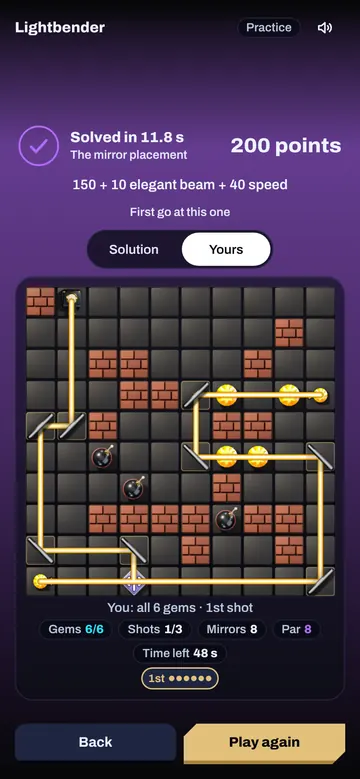 Lightbender
Practice
Solved in 11.8 s
The mirror placement
200 points
150 + 10 elegant beam + 40 speed
First go at this one
Solution
Yours
You: all 6 gems · 1st shot
Gems 6/6
Shots 1/3
Mirrors 8
Par 8
Time left 48 s
1st
Back
Play again